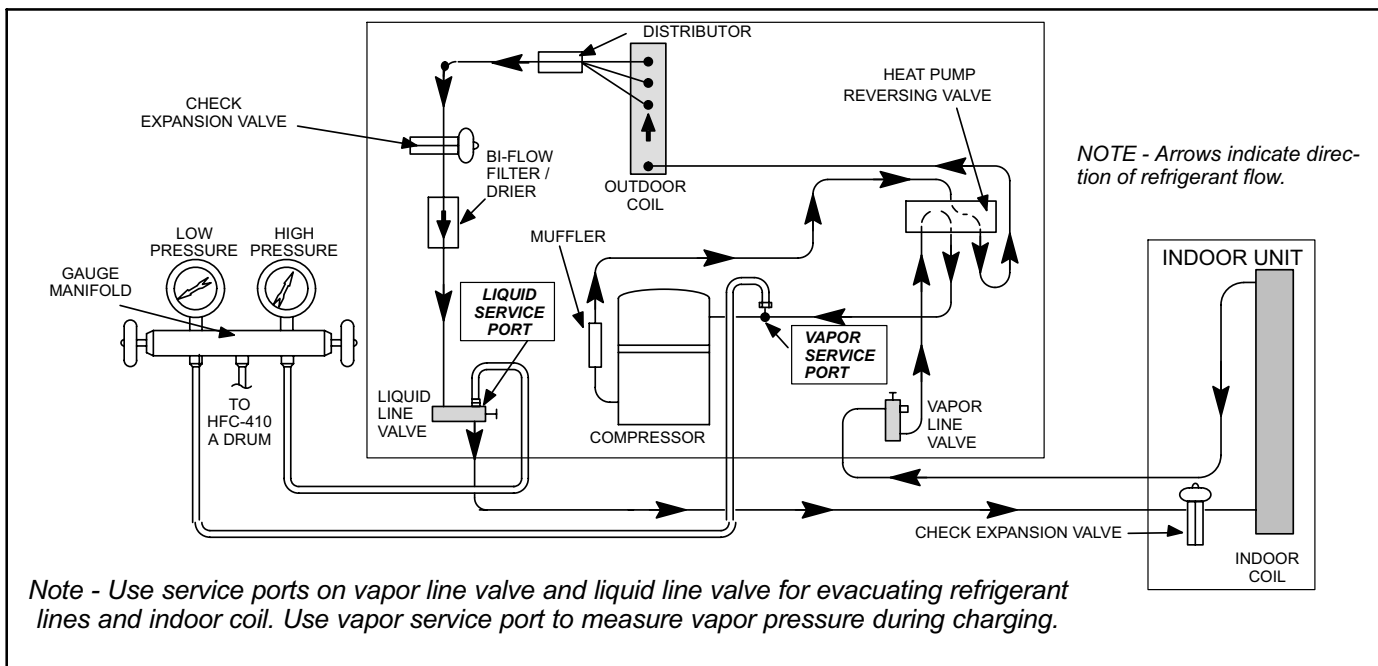 DISTRIBUTOR
HEAT PUMP
REVERSING VALVE
CHECK
EXPANSION VALVE
BI-FLOW
FILTER /
DRIER
OUTDOOR
COIL
NOTE - Arrows indicate direc-
tion of refrigerant flow.
LOW
PRESSURE
HIGH
PRESSURE
GAUGE
MANIFOLD
MUFFLER
INDOOR UNIT
LIQUID
SERVICE
PORT
VAPOR
SERVICE
PORT
TO
HFC-410
A DRUM
LIQUID
LINE
VALVE
COMPRESSOR
VAPOR
LINE
VALVE
CHECK EXPANSION VALVE
INDOOR
COIL
Note - Use service ports on vapor line valve and liquid line valve for evacuating refrigerant
lines and indoor coil. Use vapor service port to measure vapor pressure during charging.